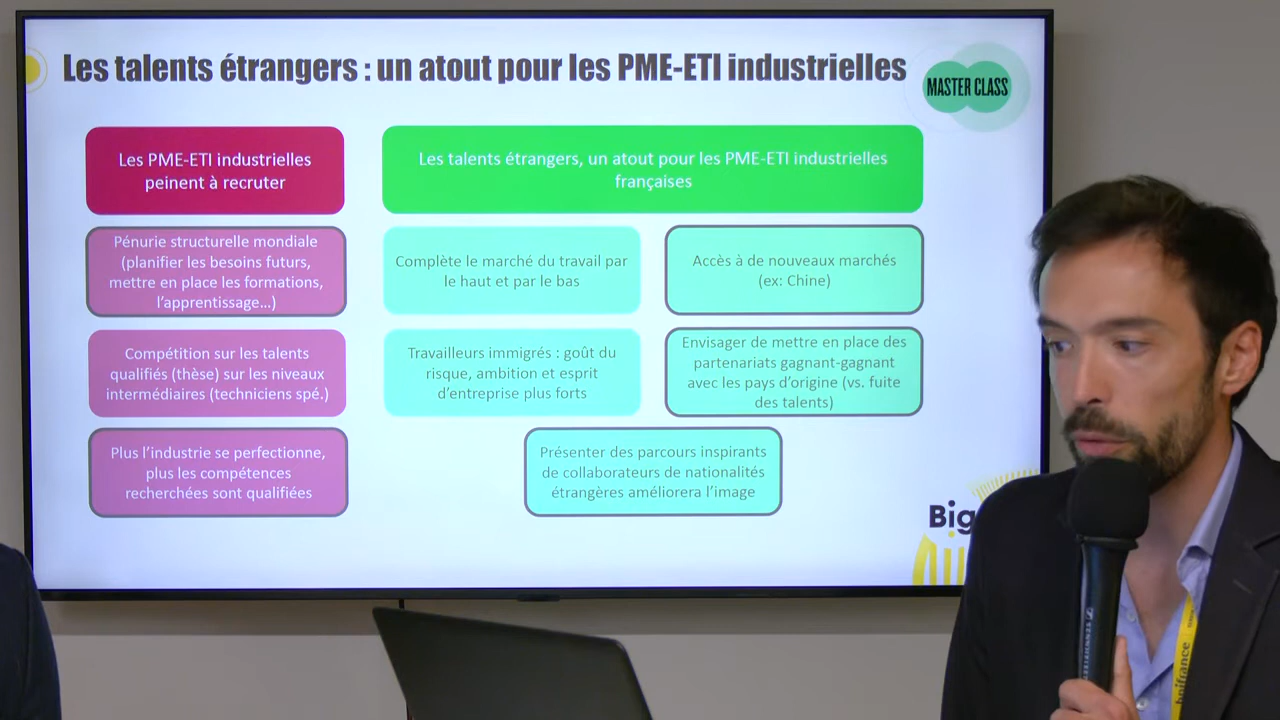 Les talents étrangers : un atout pour les PME-ETI industrielles
MASTER CLASS
Les PME-ETI industrielles
peinent à recruter
Les talents étrangers, un atout pour les PME-ETI industrielles
françaises
Pénurie structurelle mondiale
(planifier les besoins futurs,
mettre en place les formations,
l'apprentissage…)
Complète le marché du travail par
le haut et par le bas
Accès à de nouveaux marchés
(ex: Chine)
Compétition sur les talents
qualifiés (thèse) sur les niveaux
intermédiaires (techniciens spé.)
Travailleurs immigrés : goût du
risque, ambition et esprit
d'entreprise plus forts
Envisager de mettre en place des
partenariats gagnant-gagnant
avec les pays d'origine (vs. fuite
des talents)
Plus l'industrie se perfectionne,
plus les compétences
recherchées sont qualifiées
Présenter des parcours inspirants
de collaborateurs de nationalités
étrangères améliorera l'image
Big
bpifrance